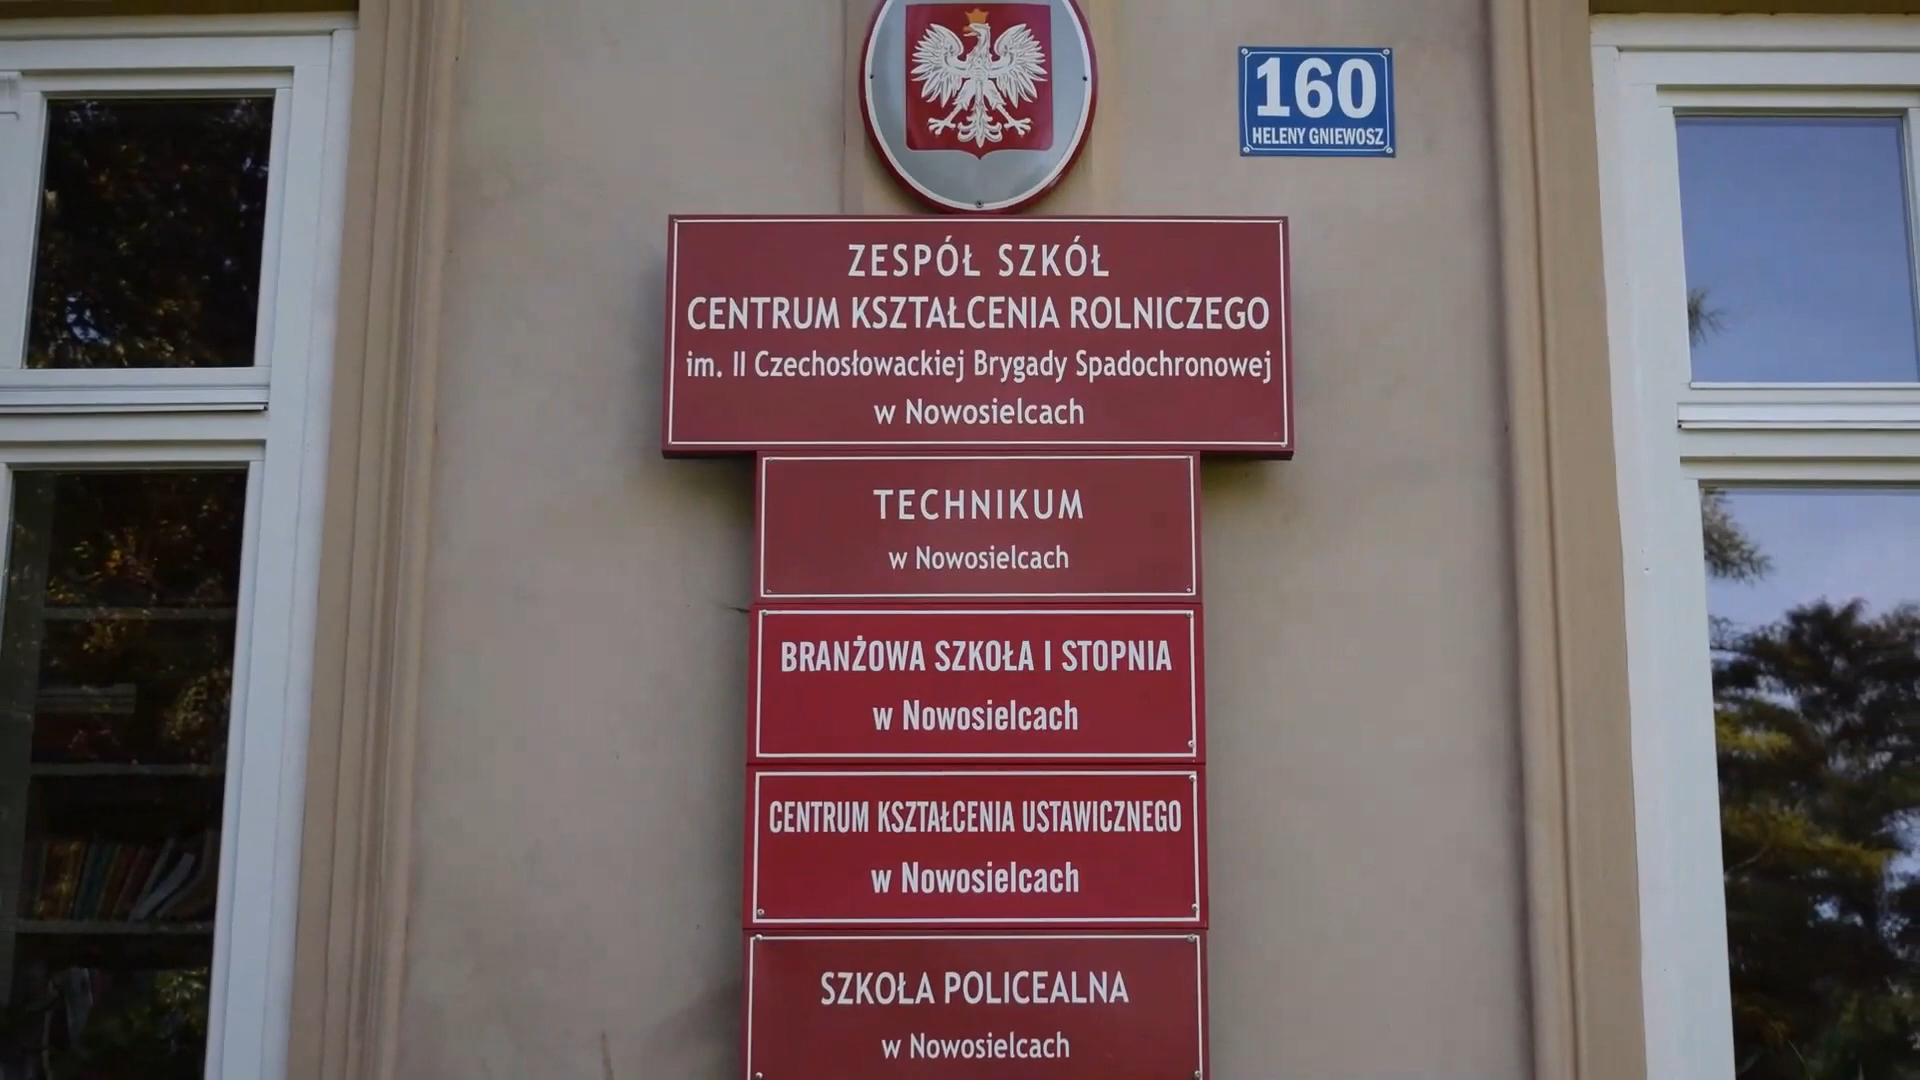 160
HELENY GNIEWOSZ
ZESPÓŁ SZKÓŁ
CENTRUM KSZTAŁCENIA ROLNICZEGO
im. II Czechosłowackiej Brygady Spadochronowej
w Nowosielcach
TECHNIKUM
w Nowosielcach
BRANŻOWA SZKOŁA I STOPNIA
w Nowosielcach
CENTRUM KSZTAŁCENIA USTAWICZNEGO
w Nowosielcach
SZKOŁA POLICEALNA
w Nowosielcach